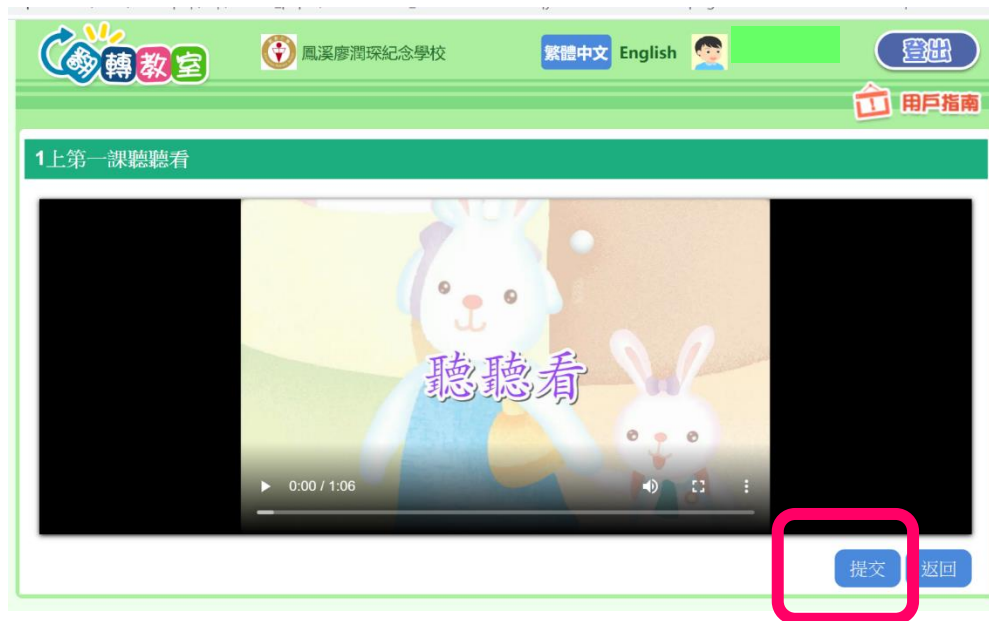 翻轉教室
鳳溪廖潤琛紀念學校
繁體中文 English
登出
用戶指南
1上第一課聽聽看
聽聽看
0:00 / 1:06
提交 返回